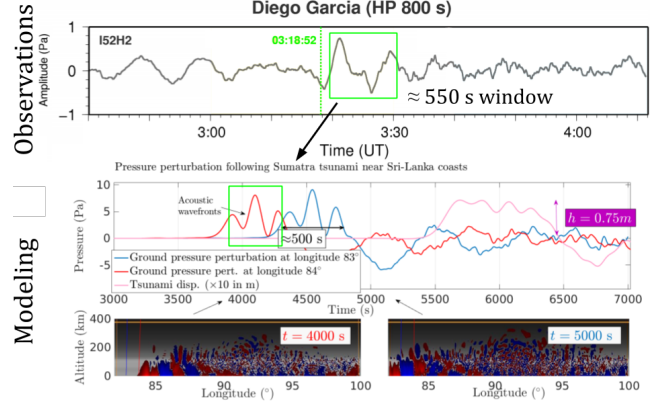 Diego Garcia (HP 800 s)
Observations
Amplitude (Pa)
1
0
−1
I52H2
03:18:52
≈ 550 s window
3:00
3:30
4:00
Time (UT)
Pressure perturbation following Sumatra tsunami near Sri-Lanka coasts
Modeling
Pressure (Pa)
10
5
0
-5
Acoustic
wavefronts
≈500 s
h = 0.75m
Ground pressure perturbation at longitude 83°
Ground pressure pert. at longitude 84°
Tsunami disp. (×10 in m)
3000
3500
4000
4500
5000
5500
6000
6500
7000
Time (s)
Altitude (km)
400
200
0
t = 4000 s
t = 5000 s
85
90
95
100
85
90
95
100
Longitude (°)
Longitude (°)